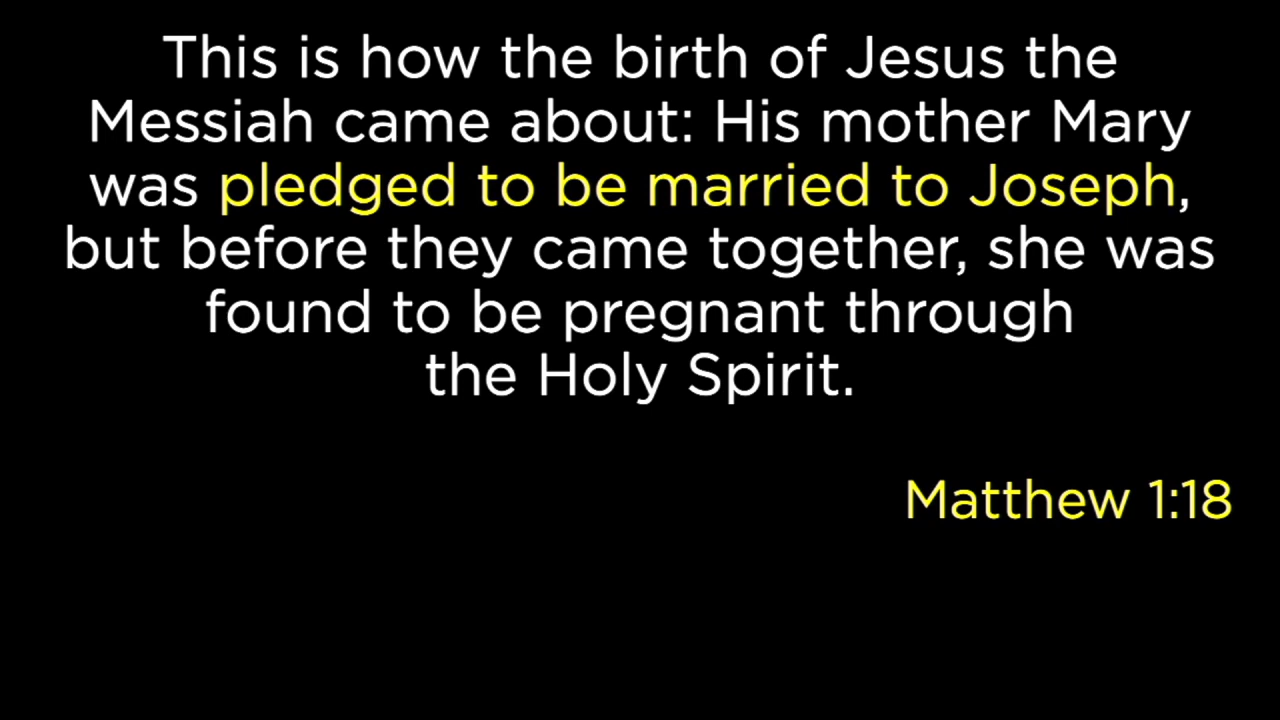 This is how the birth of Jesus the
Messiah came about: His mother Mary
was pledged to be married to Joseph,
but before they came together, she was
found to be pregnant through
the Holy Spirit.
Matthew 1:18